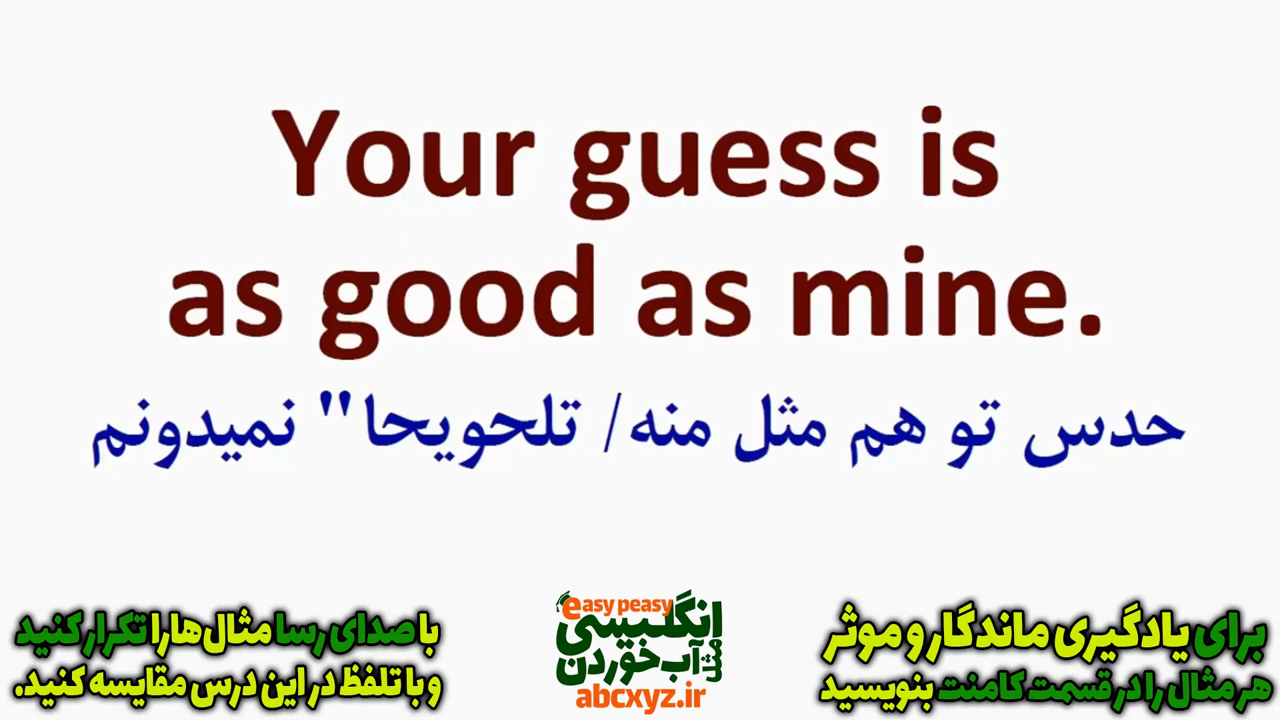 Your guess is
as good as mine.
حدس تو هم مثل منه/ تلحویحا" نمیدونم
برای یادگیری ماندگار و موثر
هر مثال را در قسمت کامنت بنویسید
easy peasy
انگلیسی
مثل آب خوردن
abcxyz.ir
با صدای رسا مثال‌ها را تکرار کنید
و با تلفظ در این درس مقایسه کنید.